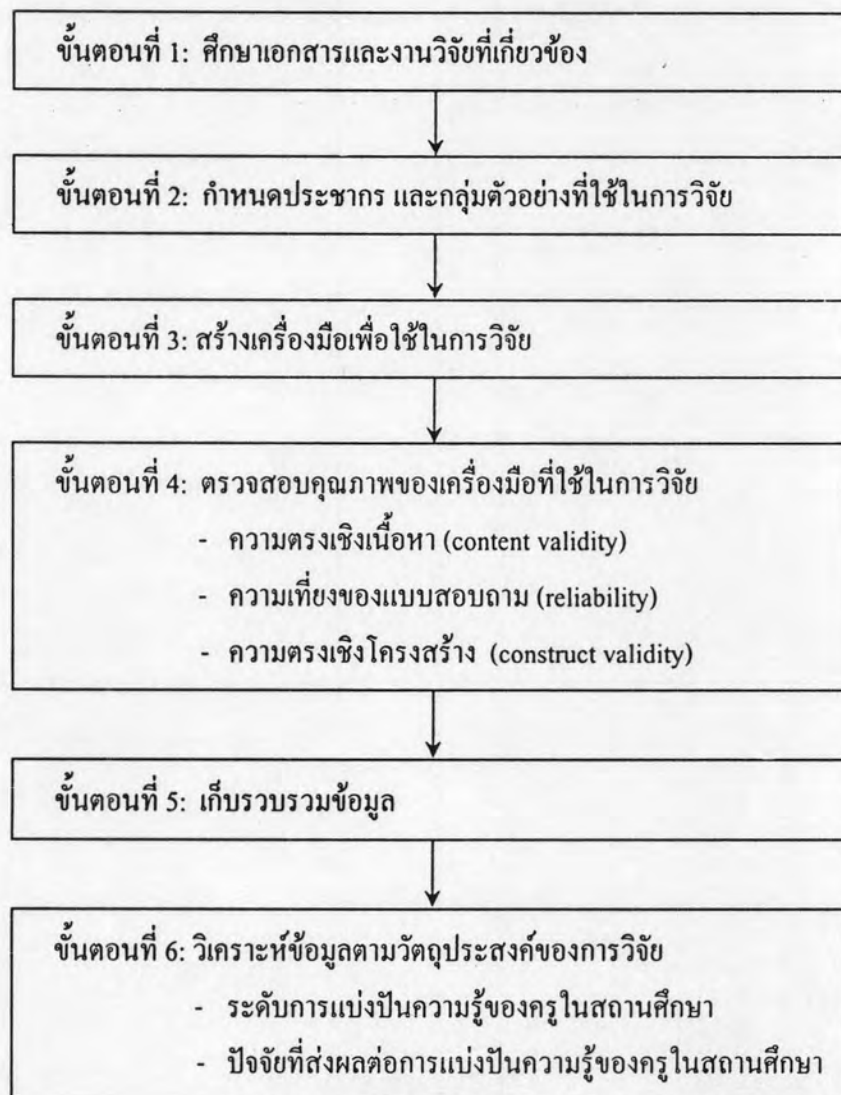 ขั้นตอนที่ 1: ศึกษาเอกสารและงานวิจัยที่เกี่ยวข้อง
ขั้นตอนที่ 2: กำหนดประชากร และกลุ่มตัวอย่างที่ใช้ในการวิจัย
ขั้นตอนที่ 3: สร้างเครื่องมือเพื่อใช้ในการวิจัย
ขั้นตอนที่ 4: ตรวจสอบคุณภาพของเครื่องมือที่ใช้ในการวิจัย
- ความตรงเชิงเนื้อหา (content validity)
- ความเที่ยงของแบบสอบถาม (reliability)
- ความตรงเชิงโครงสร้าง (construct validity)
ขั้นตอนที่ 5: เก็บรวบรวมข้อมูล
ขั้นตอนที่ 6: วิเคราะห์ข้อมูลตามวัตถุประสงค์ของการวิจัย
- ระดับการแบ่งปันความรู้ของครูในสถานศึกษา
- ปัจจัยที่ส่งผลต่อการแบ่งปันความรู้ของครูในสถานศึกษา